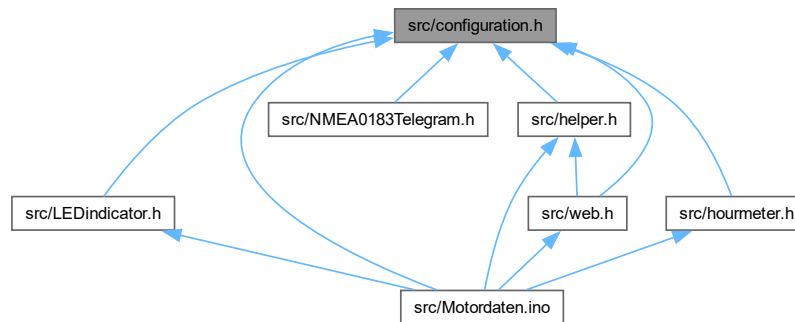 src/configuration.h
src/NMEA0183Telegram.h
src/helper.h
src/LEDindicator.h
src/web.h
src/hourmeter.h
src/Motordaten.ino